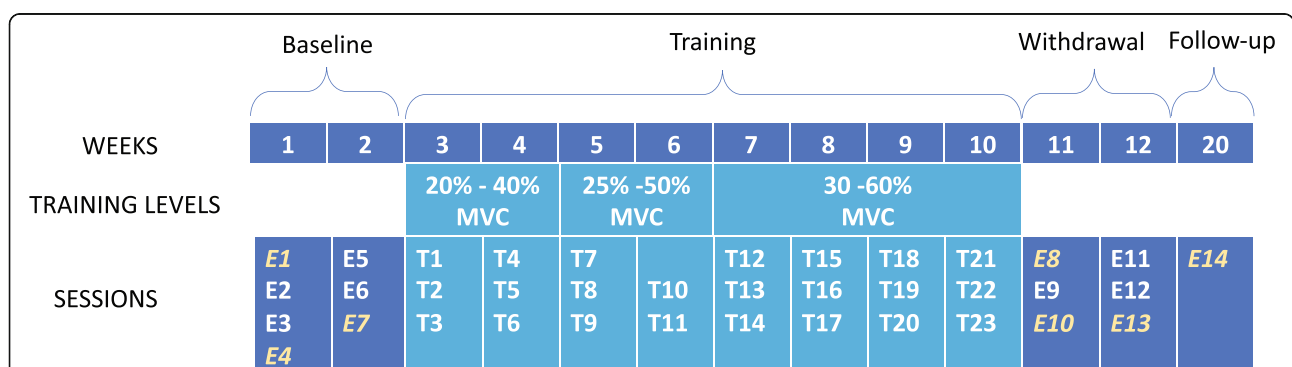 Baseline Training Withdrawal Follow-up
WEEKS 1 2 3 4 5 6 7 8 9 10 11 12 20
20% - 40% 25% -50% 30 -60%
TRAINING LEVELS
MVC MVC MVC
E1 E5 T1 T4 T7 T12 T15 T18 T21 E8 E11 E14
SESSIONS E2 E6 T2 T5 T8 T10 T13 T16 T19 T22 E9 E12
E3 E7 T3 T6 T9 T11 T14 T17 T20 T23 E10 E13
E4